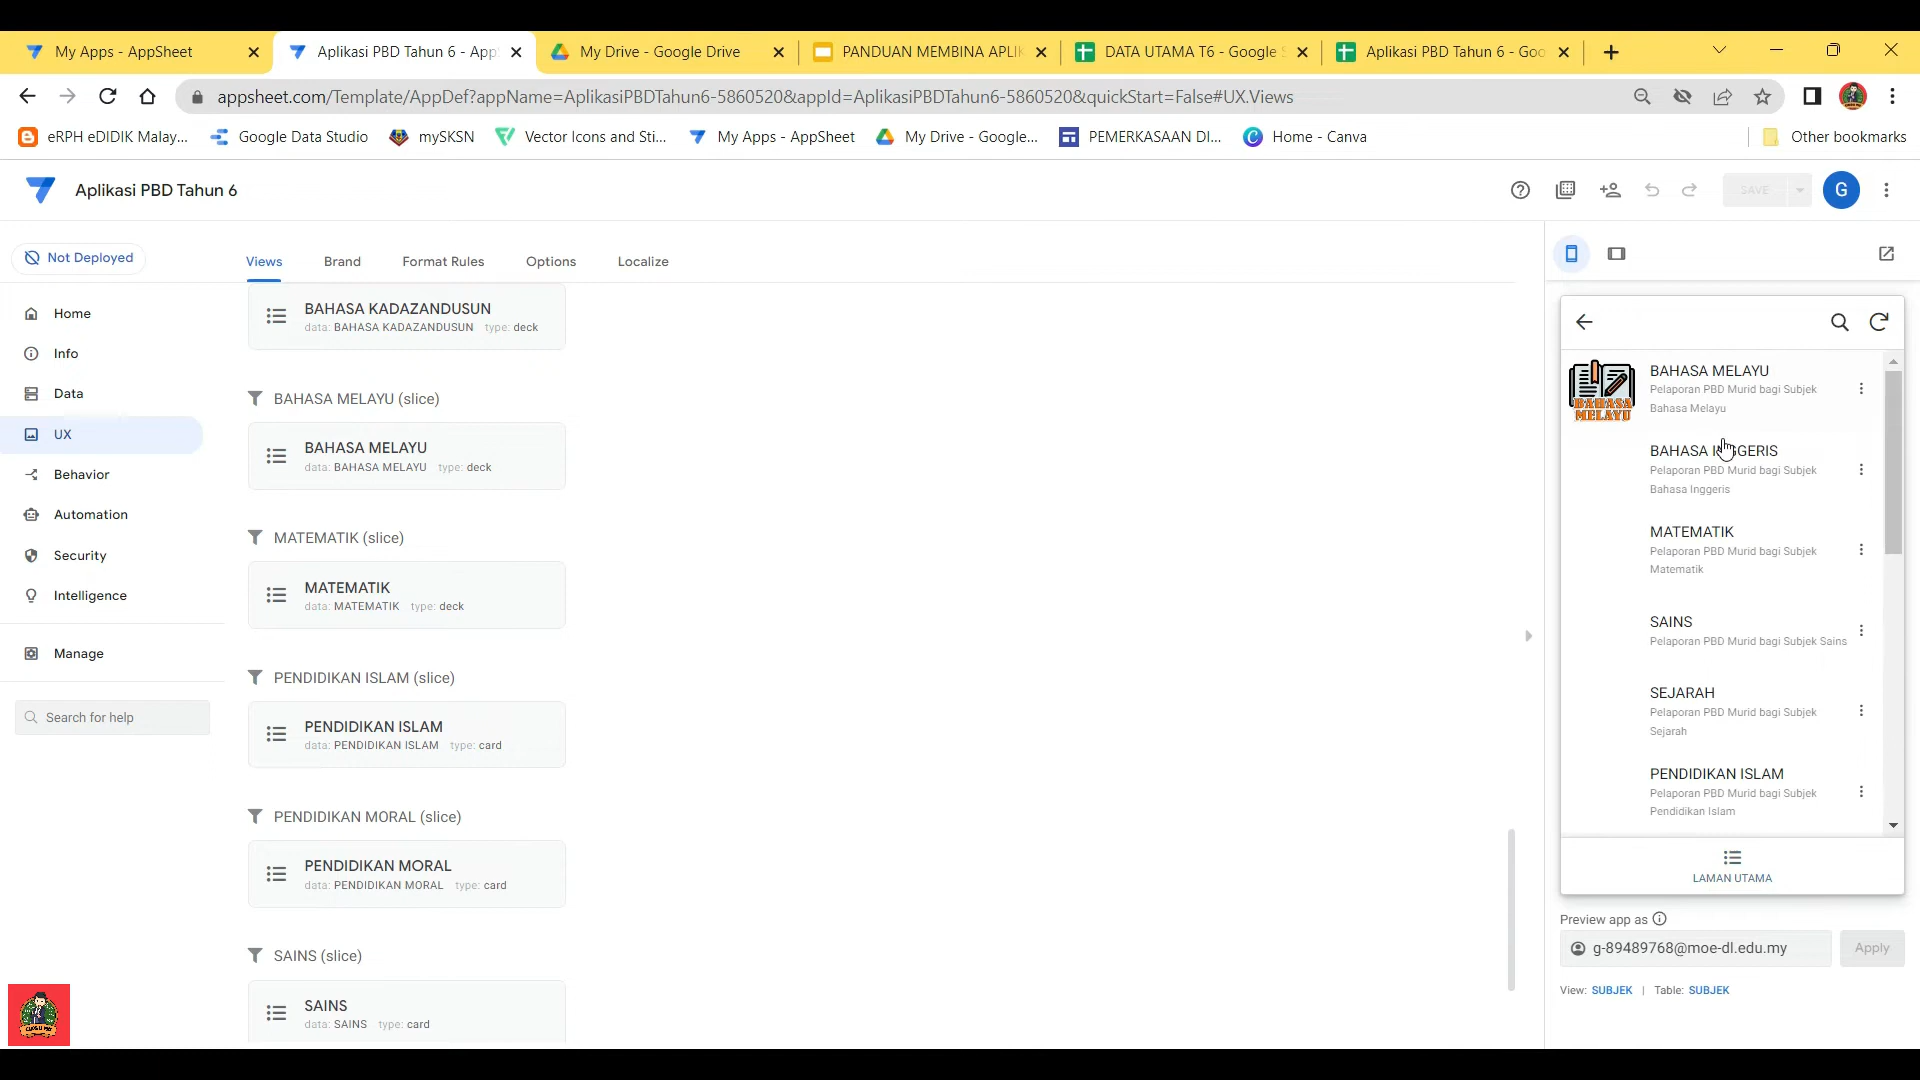 My Apps - AppSheet
Aplikasi PBD Tahun 6 - App
My Drive - Google Drive
PANDUAN MEMBINA APLIK
DATA UTAMA T6 - Google S
Aplikasi PBD Tahun 6 - Goo
appsheet.com/Template/AppDef?appName=AplikasiPBDTahun6-5860520&appId=AplikasiPBDTahun6-5860520&quickStart=False#UX.Views
eRPH eDIDIK Malay...
Google Data Studio
mySKSN
Vector Icons and Sti...
My Apps - AppSheet
My Drive - Google...
PEMERKASAAN DI...
Home - Canva
Other bookmarks
Aplikasi PBD Tahun 6
SAVE
G
Not Deployed
Home
Info
Data
UX
Behavior
Automation
Security
Intelligence
Manage
Search for help
Views
Brand
Format Rules
Options
Localize
BAHASA KADAZANDUSUN
data: BAHASA KADAZANDUSUN type: deck
BAHASA MELAYU (slice)
BAHASA MELAYU
data: BAHASA MELAYU type: deck
MATEMATIK (slice)
MATEMATIK
data: MATEMATIK type: deck
PENDIDIKAN ISLAM (slice)
PENDIDIKAN ISLAM
data: PENDIDIKAN ISLAM type: card
PENDIDIKAN MORAL (slice)
PENDIDIKAN MORAL
data: PENDIDIKAN MORAL type: card
SAINS (slice)
SAINS
data: SAINS type: card
BAHASA
MELAYU
BAHASA MELAYU
Pelaporan PBD Murid bagi Subjek
Bahasa Melayu
BAHASA INGGERIS
Pelaporan PBD Murid bagi Subjek
Bahasa Inggeris
MATEMATIK
Pelaporan PBD Murid bagi Subjek
Matematik
SAINS
Pelaporan PBD Murid bagi Subjek Sains
SEJARAH
Pelaporan PBD Murid bagi Subjek
Sejarah
PENDIDIKAN ISLAM
Pelaporan PBD Murid bagi Subjek
Pendidikan Islam
LAMAN UTAMA
Preview app as
g-89489768@moe-dl.edu.my
Apply
View: SUBJEK | Table: SUBJEK